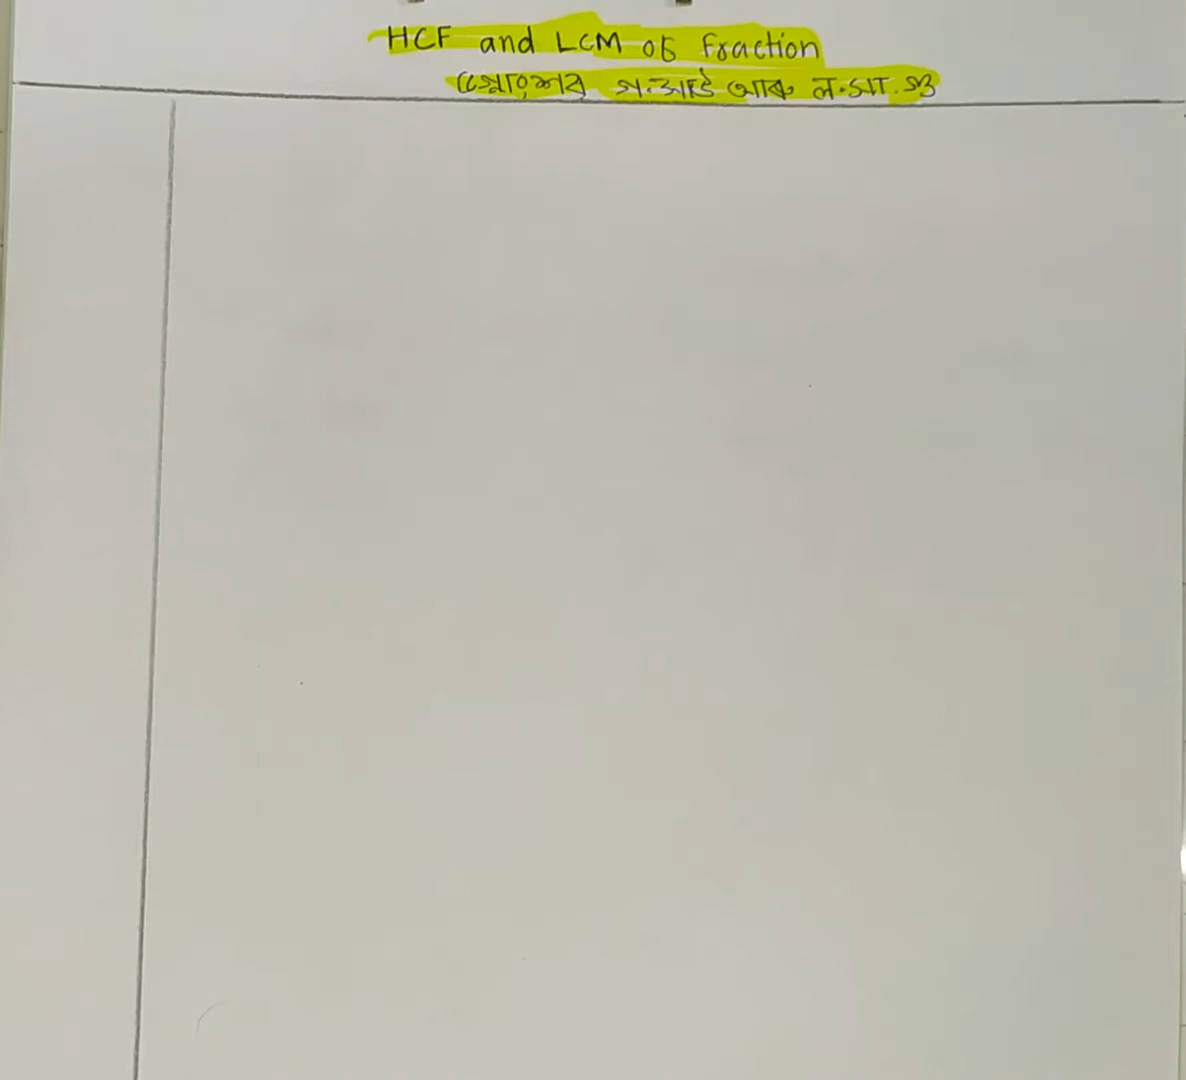 HCF and LCM of Fraction
ভগ্নাংশৰ গ.সা.উ আৰু ল.সা.গু